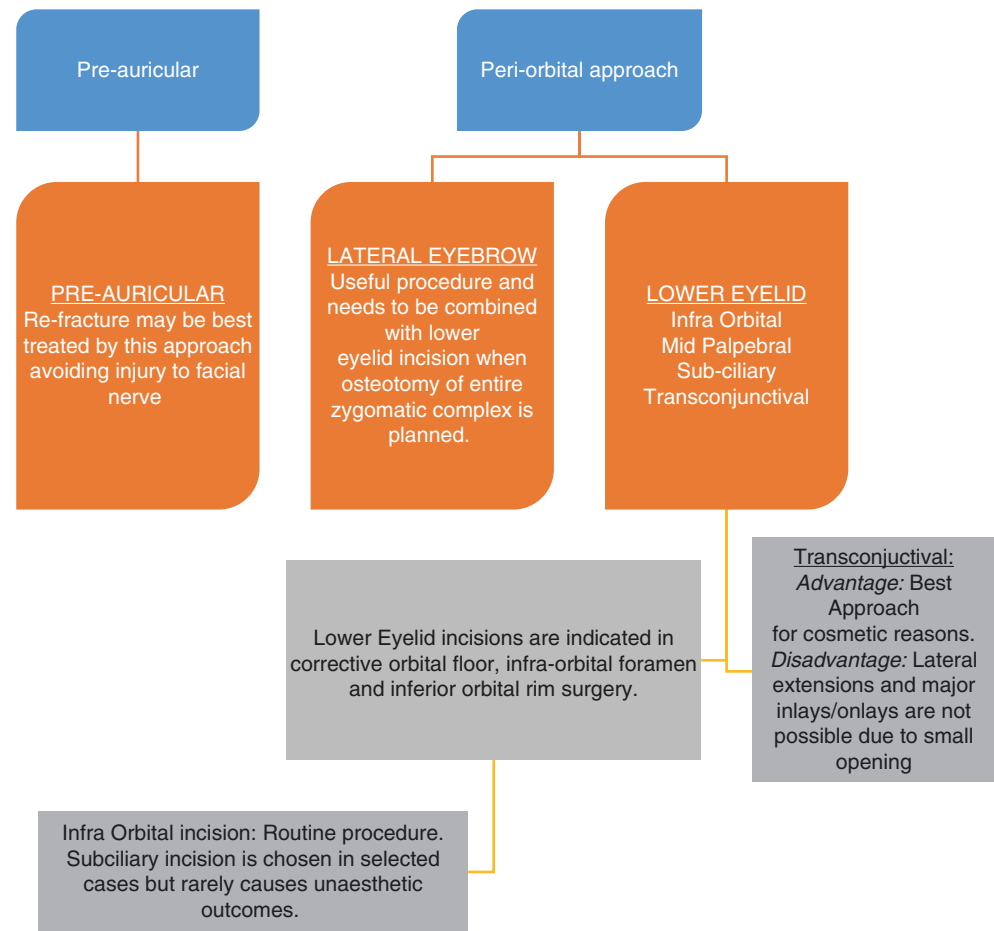 Pre-auricular
Peri-orbital approach
PRE-AURICULAR
Re-fracture may be best
treated by this approach
avoiding injury to facial
nerve
LATERAL EYEBROW
Useful procedure and
needs to be combined
with lower
eyelid incision when
osteotomy of entire
zygomatic complex is
planned.
LOWER EYELID
Infra Orbital
Mid Palpebral
Sub-ciliary
Transconjunctival
Lower Eyelid incisions are indicated in
corrective orbital floor, infra-orbital foramen
and inferior orbital rim surgery.
Transconjuctival:
Advantage: Best
Approach
for cosmetic reasons.
Disadvantage: Lateral
extensions and major
inlays/onlays are not
possible due to small
opening
Infra Orbital incision: Routine procedure.
Subciliary incision is chosen in selected
cases but rarely causes unaesthetic
outcomes.